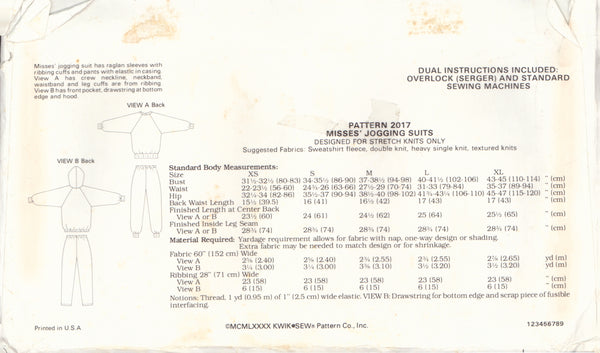 Misses' jogging suit has raglan sleeves with
ribbing cuffs and pants with elastic in casing.
View A has crew neckline, neckband,
waistband and leg cuffs are from ribbing.
View B has front pocket, drawstring at bottom
edge and hood.
VIEW A Back
VIEW B Back
DUAL INSTRUCTIONS INCLUDED:
OVERLOCK (SERGER) AND STANDARD
SEWING MACHINES
PATTERN 2017
MISSES' JOGGING SUITS
DESIGNED FOR STRETCH KNITS ONLY
Suggested Fabrics: Sweatshirt fleece, double knit, heavy single knit, textured knits
Standard Body Measurements:
Size XS S M L XL
Bust 31½-32½ (80-83) 34-35½ (86-90) 37-38½ (94-98) 40-41½ (102-106) 43-45 (110-114) " (cm)
Waist 22-23½ (56-60) 24¾-26 (63-66) 27½-29 (70-74) 31-33 (79-84) 35-37 (89-94) " (cm)
Hip 32½-34 (82-86) 35½-37 (90-94) 38½-40 (98-102) 41½-43¼ (106-110) 45-47 (115-120) " (cm)
Back Waist Length 15½ (39.5) 16 (41) 16½ (42) 17 (43) 17 (43) " (cm)
Finished Length at Center Back
View A or B 23½ (60) 24 (61) 24½ (62) 25 (64) 25½ (65) " (cm)
Finished Inside Leg Seam
View A or B 28¾ (74) 28¾ (74) 28¾ (74) 28¾ (74) 28¾ (74) " (cm)
Material Required: Yardage requirement allows for fabric with nap, one-way design or shading.
Extra fabric may be needed to match design or for shrinkage.
Fabric 60" (152 cm) Wide
View A 2⅝ (2.40) 2⅝ (2.40) 2¾ (2.55) 2¾ (2.55) 2⅞ (2.65) yd (m)
View B 3¼ (3.00) 3¼ (3.00) 3⅜ (3.10) 3½ (3.20) 3½ (3.20) yd (m)
Ribbing 28" (71 cm) Wide
View A 23 (58) 23 (58) 23 (58) 23 (58) 23 (58) " (cm)
View B 6 (15) 6 (15) 6 (15) 6 (15) 6 (15) " (cm)
Notions: Thread, 1 yd (0.95 m) of 1" (2.5 cm) wide elastic. VIEW B: Drawstring for bottom edge and scrap piece of fusible
interfacing.
Printed in U.S.A.
©MCMLXXXX KWIK•SEW® Pattern Co., Inc.
123456789